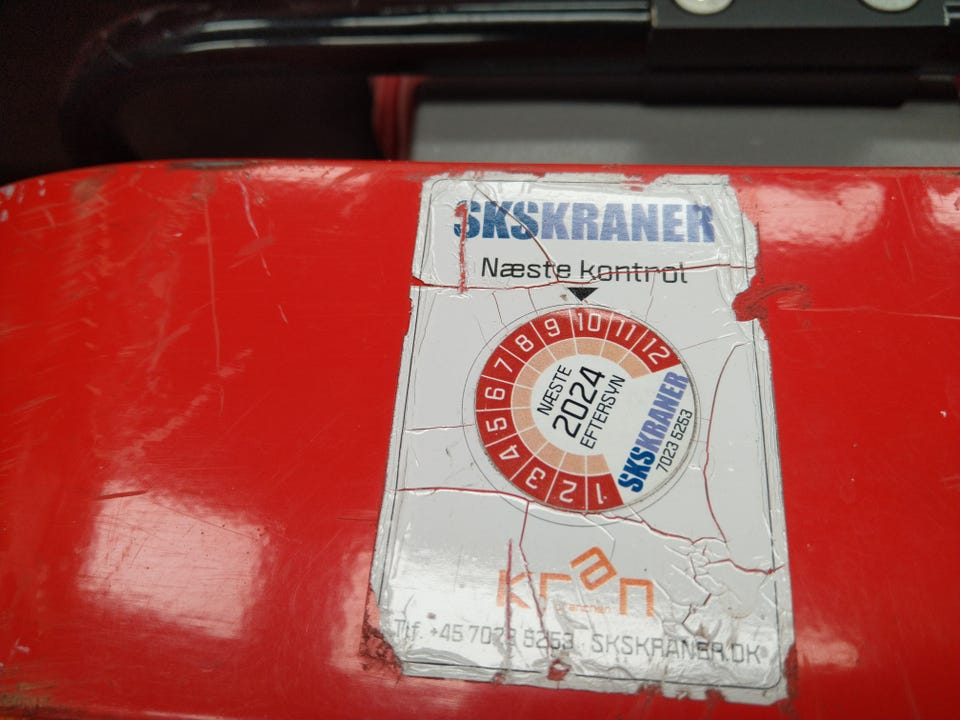 SKSKRANER
Næste kontrol
1 2 3 4 5 6 7 8 9 10 11 12
NÆSTE
2024
EFTERSYN
SKSKRANER
7023 5253
kran
branchen
Tlf. +45 7023 5253 SKSKRANER.DK